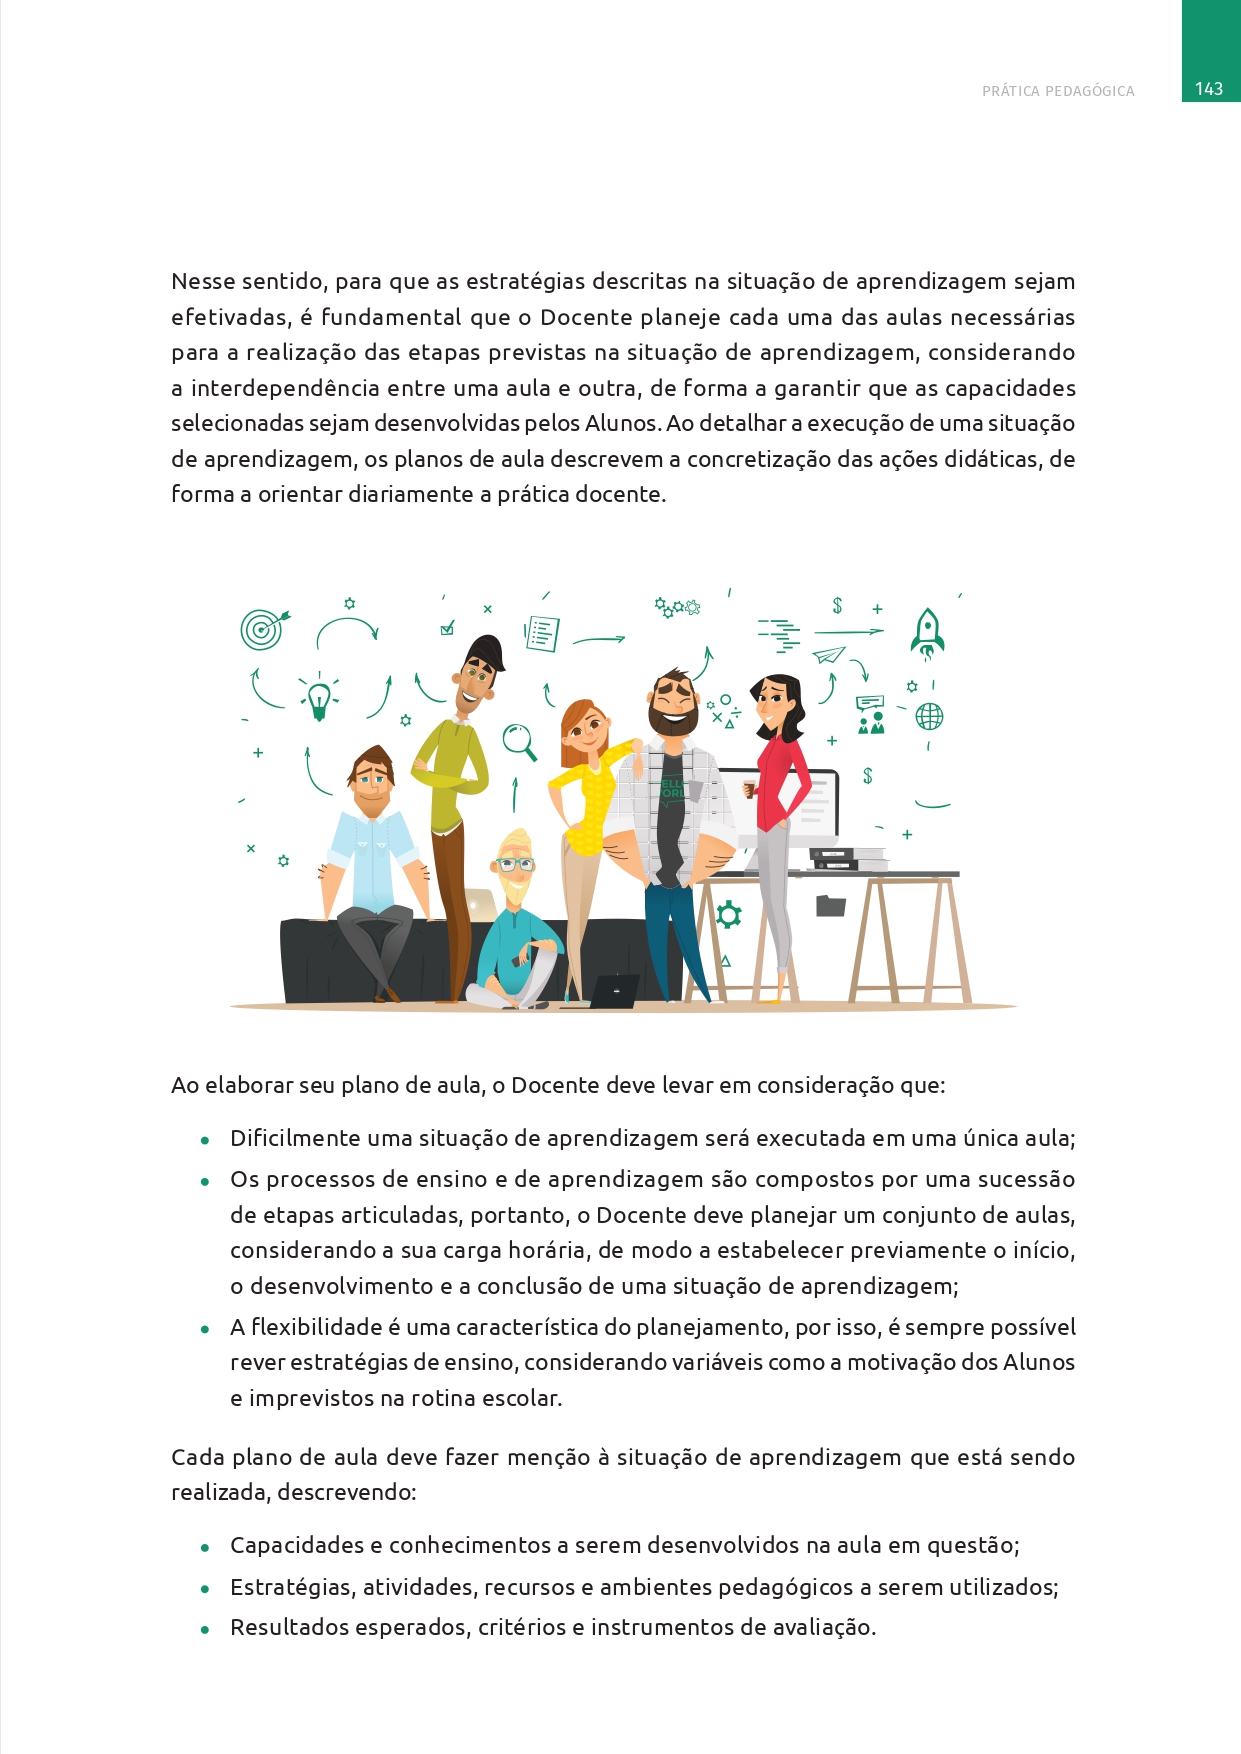 PRÁTICA PEDAGÓGICA
143
Nesse sentido, para que as estratégias descritas na situação de aprendizagem sejam
efetivadas, é fundamental que o Docente planeje cada uma das aulas necessárias
para a realização das etapas previstas na situação de aprendizagem, considerando
a interdependência entre uma aula e outra, de forma a garantir que as capacidades
selecionadas sejam desenvolvidas pelos Alunos. Ao detalhar a execução de uma situação
de aprendizagem, os planos de aula descrevem a concretização das ações didáticas, de
forma a orientar diariamente a prática docente.
Ao elaborar seu plano de aula, o Docente deve levar em consideração que:
• Dificilmente uma situação de aprendizagem será executada em uma única aula;
• Os processos de ensino e de aprendizagem são compostos por uma sucessão
de etapas articuladas, portanto, o Docente deve planejar um conjunto de aulas,
considerando a sua carga horária, de modo a estabelecer previamente o início,
o desenvolvimento e a conclusão de uma situação de aprendizagem;
• A flexibilidade é uma característica do planejamento, por isso, é sempre possível
rever estratégias de ensino, considerando variáveis como a motivação dos Alunos
e imprevistos na rotina escolar.
Cada plano de aula deve fazer menção à situação de aprendizagem que está sendo
realizada, descrevendo:
• Capacidades e conhecimentos a serem desenvolvidos na aula em questão;
• Estratégias, atividades, recursos e ambientes pedagógicos a serem utilizados;
• Resultados esperados, critérios e instrumentos de avaliação.